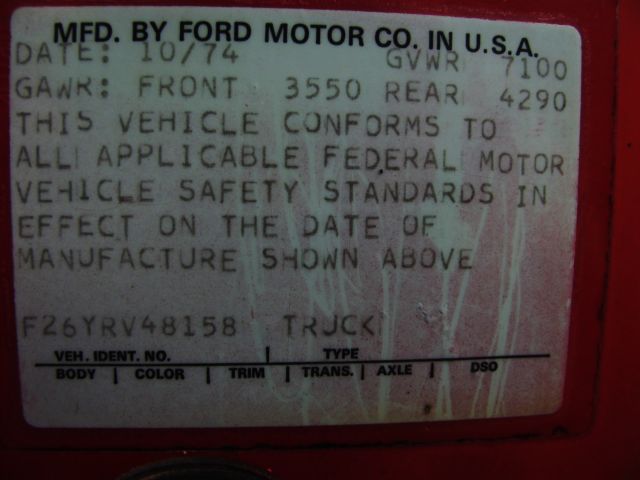 MFD. BY FORD MOTOR CO. IN U.S.A.
DATE: 10/74 GVWR 7100
GAWR: FRONT 3550 REAR 4290
THIS VEHICLE CONFORMS TO
ALL APPLICABLE FEDERAL MOTOR
VEHICLE SAFETY STANDARDS IN
EFFECT ON THE DATE OF
MANUFACTURE SHOWN ABOVE
F26YRV48158 TRUCK
VEH. IDENT. NO. TYPE
BODY COLOR TRIM TRANS. AXLE DSO